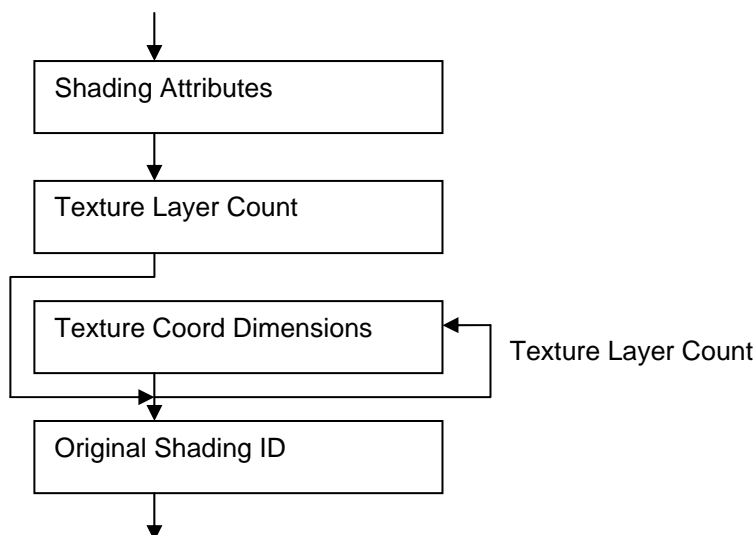 Shading Attributes
Texture Layer Count
Texture Coord Dimensions
Texture Layer Count
Original Shading ID